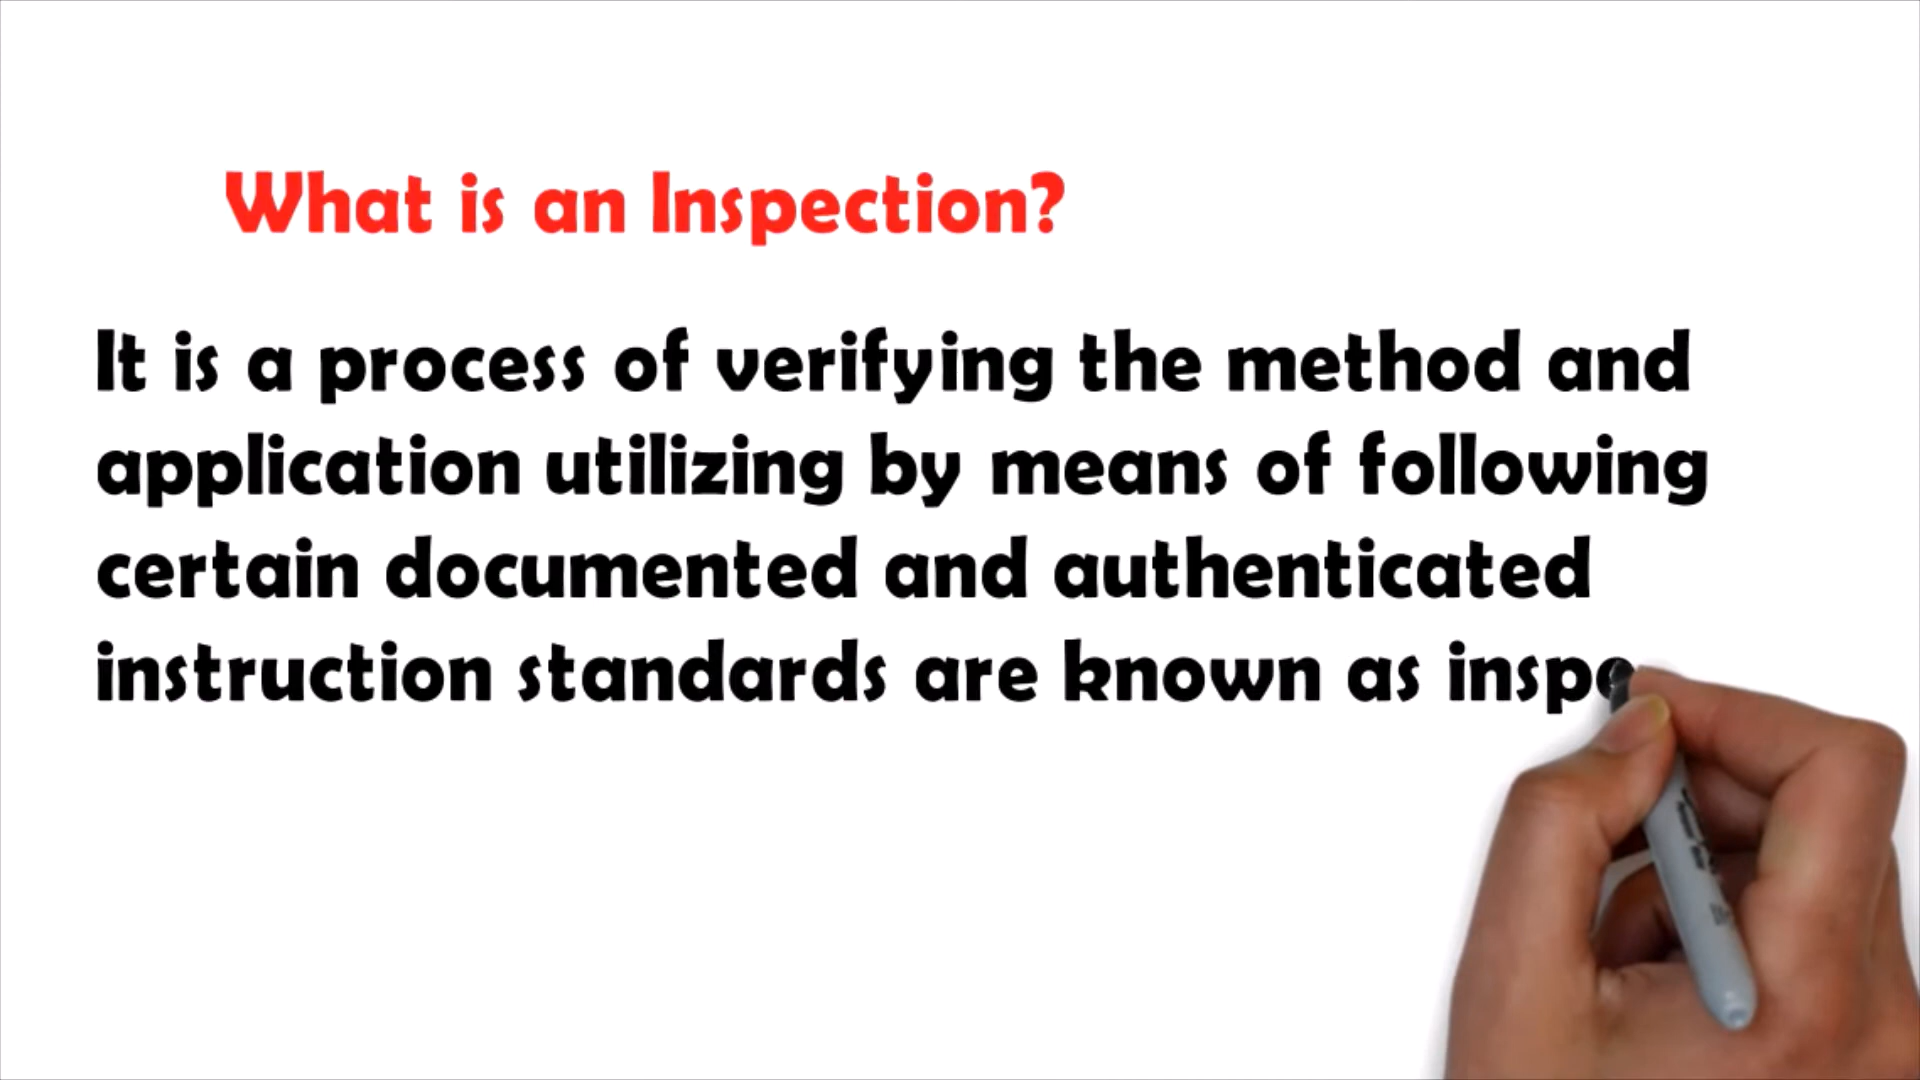 What is an Inspection?
It is a process of verifying the method and
application utilizing by means of following
certain documented and authenticated
instruction standards are known as inspe